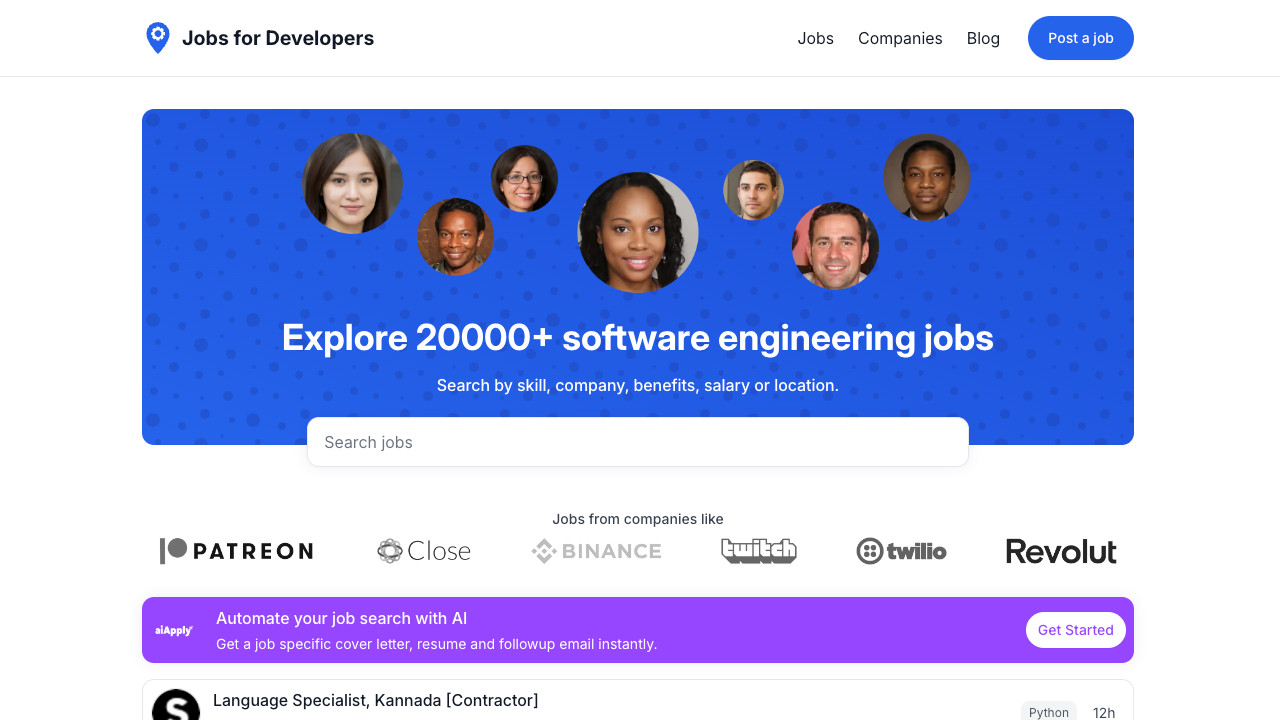 Jobs for Developers
Jobs Companies Blog Post a job
Explore 20000+ software engineering jobs
Search by skill, company, benefits, salary or location.
Search jobs
Jobs from companies like
PATREON Close BINANCE twitch twilio Revolut
aiApply
Automate your job search with AI
Get a job specific cover letter, resume and followup email instantly.
Get Started
S
Language Specialist, Kannada [Contractor]
Python 12h